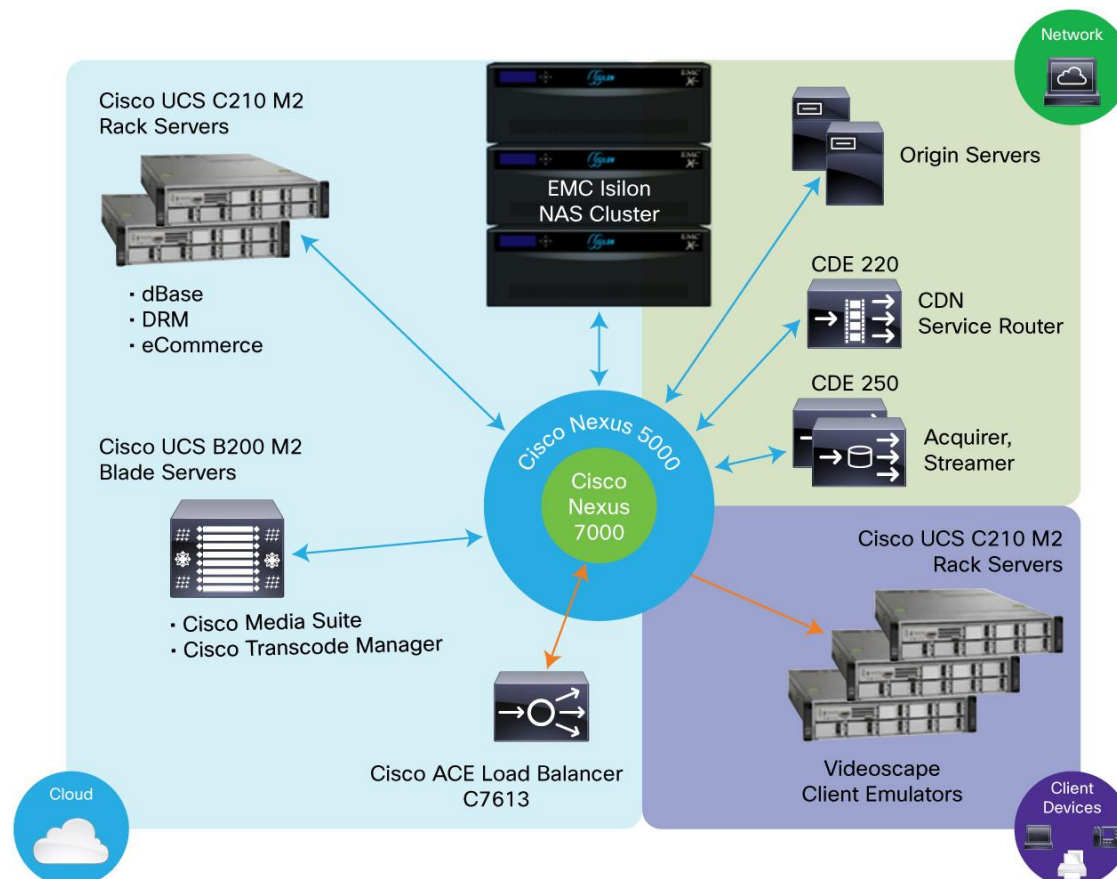 Network
Cisco UCS C210 M2
Rack Servers
· dBase
· DRM
· eCommerce
EMC
EMC Isilon
NAS Cluster
EMC
EMC
Origin Servers
CDE 220
CDN
Service Router
CDE 250
Acquirer,
Streamer
Cisco UCS B200 M2
Blade Servers
· Cisco Media Suite
· Cisco Transcode Manager
Cisco Nexus 5000
Cisco
Nexus
7000
Cisco ACE Load Balancer
C7613
Cisco UCS C210 M2
Rack Servers
Videoscape
Client Emulators
Cloud
Client
Devices